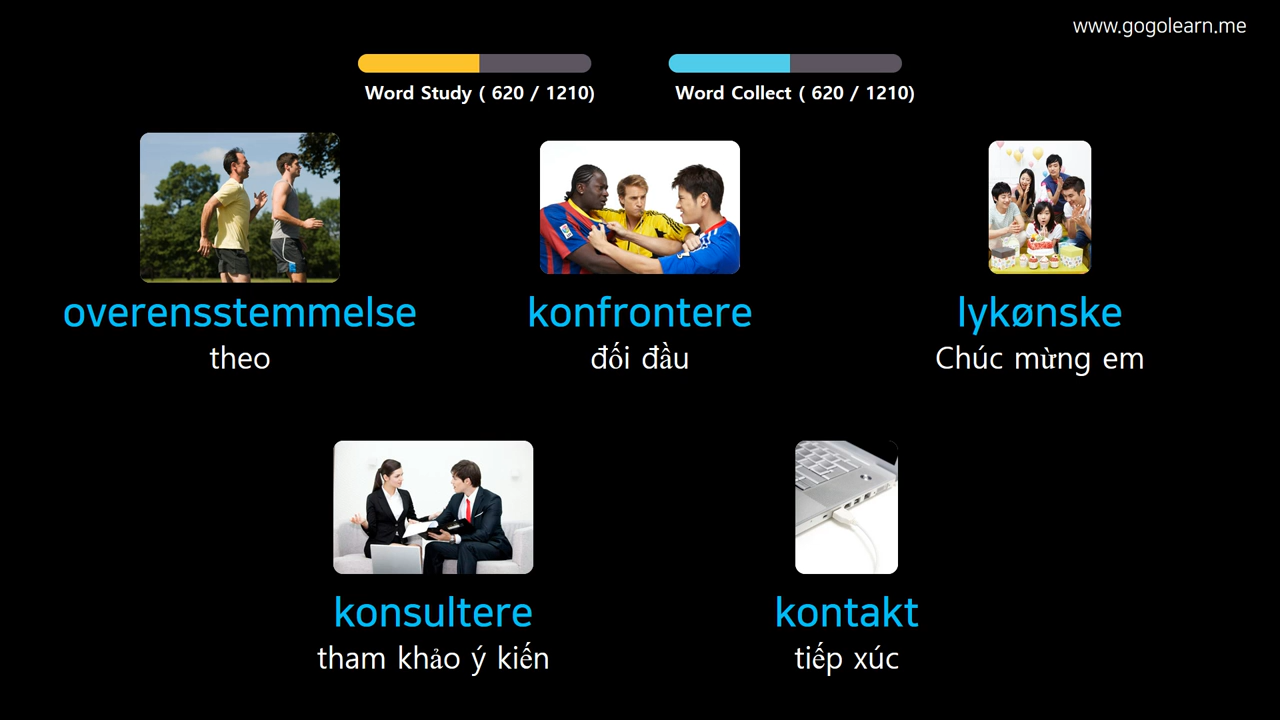 www.gogolearn.me
Word Study ( 620 / 1210)
Word Collect ( 620 / 1210)
overensstemmelse
theo
konfrontere
đối đầu
lykønske
Chúc mừng em
konsultere
tham khảo ý kiến
kontakt
tiếp xúc